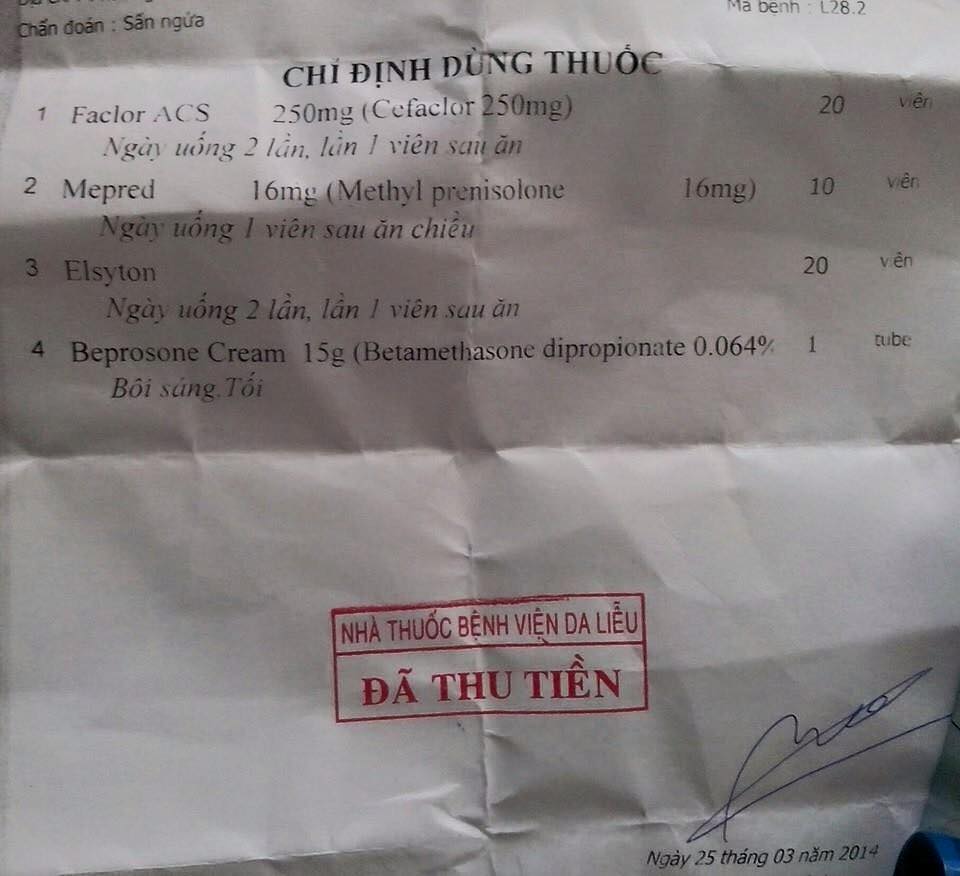 Chẩn đoán : Sẩn ngứa
Mã bệnh : L28.2
CHỈ ĐỊNH DÙNG THUỐC
1 Faclor ACS 250mg (Cefaclor 250mg) 20 viên
Ngày uống 2 lần, lần 1 viên sau ăn
2 Mepred 16mg (Methyl prenisolone 16mg) 10 viên
Ngày uống 1 viên sau ăn chiều
3 Elsyton 20 viên
Ngày uống 2 lần, lần 1 viên sau ăn
4 Beprosone Cream 15g (Betamethasone dipropionate 0.064% 1 tube
Bôi sáng.Tối
NHÀ THUỐC BỆNH VIỆN DA LIỄU
ĐÃ THU TIỀN
Ngày 25 tháng 03 năm 2014